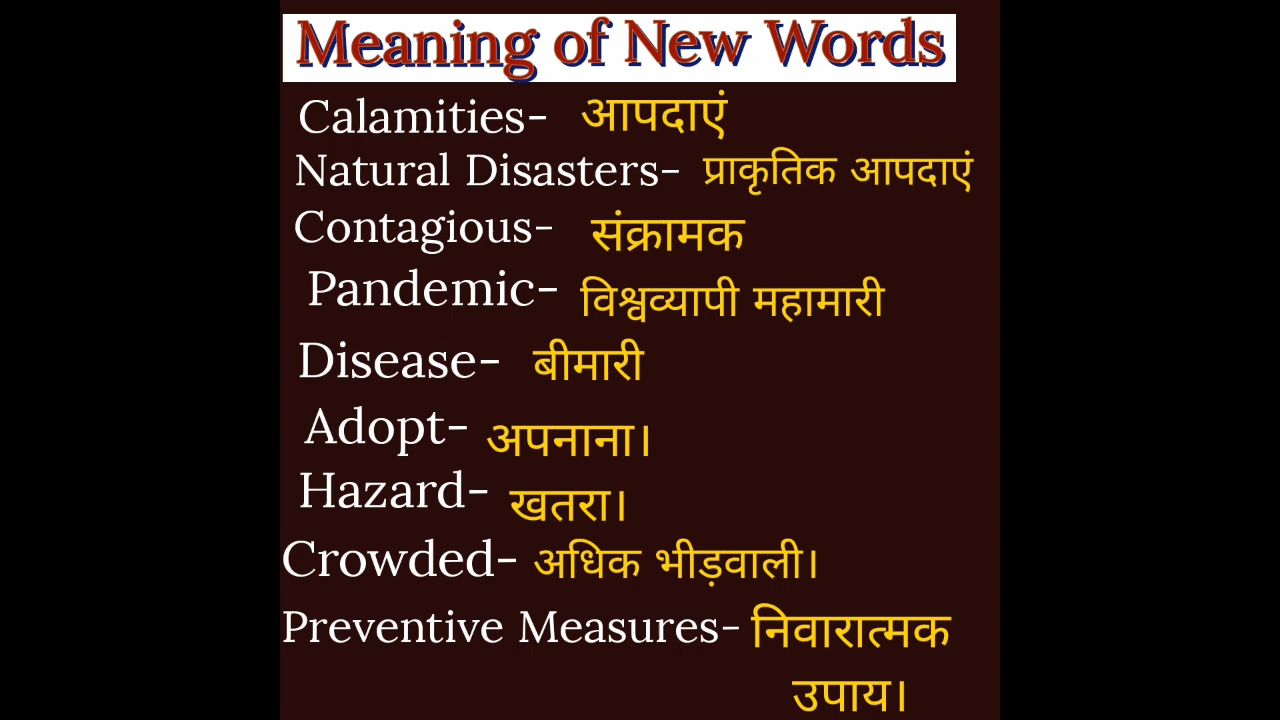 Meaning of New Words
Calamities- आपदाएं
Natural Disasters- प्राकृतिक आपदाएं
Contagious- संक्रामक
Pandemic- विश्वव्यापी महामारी
Disease- बीमारी
Adopt- अपनाना।
Hazard- खतरा।
Crowded- अधिक भीड़वाली।
Preventive Measures- निवारात्मक
उपाय।